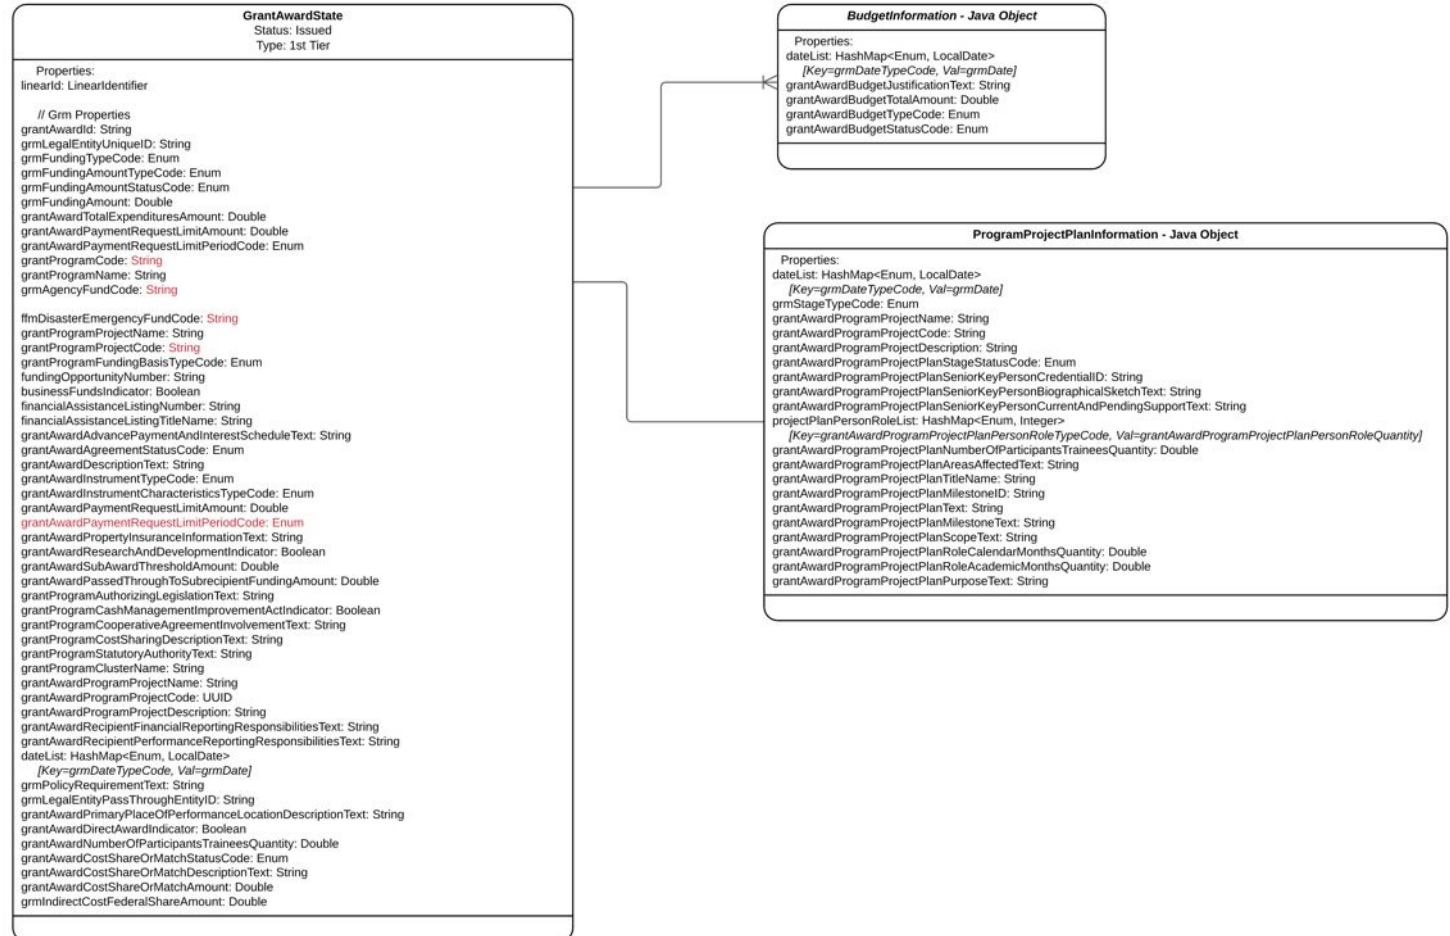 GrantAwardState
Status: Issued
Type: 1st Tier
Properties:
linearId: LinearIdentifier
// Grm Properties
grantAwardId: String
grmLegalEntityUniqueID: String
grmFundingTypeCode: Enum
grmFundingAmountTypeCode: Enum
grmFundingAmountStatusCode: Enum
grmFundingAmount: Double
grantAwardTotalExpendituresAmount: Double
grantAwardPaymentRequestLimitAmount: Double
grantAwardPaymentRequestLimitPeriodCode: Enum
grantProgramCode: String
grantProgramName: String
grmAgencyFundCode: String
ffmDisasterEmergencyFundCode: String
grantProgramProjectName: String
grantProgramProjectCode: String
grantProgramFundingBasisTypeCode: Enum
fundingOpportunityNumber: String
businessFundsIndicator: Boolean
financialAssistanceListingNumber: String
financialAssistanceListingTitleName: String
grantAwardAdvancePaymentAndInterestScheduleText: String
grantAwardAgreementStatusCode: Enum
grantAwardDescriptionText: String
grantAwardInstrumentTypeCode: Enum
grantAwardInstrumentCharacteristicsTypeCode: Enum
grantAwardPaymentRequestLimitAmount: Double
grantAwardPaymentRequestLimitPeriodCode: Enum
grantAwardPropertyInsuranceInformationText: String
grantAwardResearchAndDevelopmentIndicator: Boolean
grantAwardSubAwardThresholdAmount: Double
grantAwardPassedThroughToSubrecipientFundingAmount: Double
grantProgramAuthorizingLegislationText: String
grantProgramCashManagementImprovementActIndicator: Boolean
grantProgramCooperativeAgreementInvolvementText: String
grantProgramCostSharingDescriptionText: String
grantProgramStatutoryAuthorityText: String
grantProgramClusterName: String
grantAwardProgramProjectName: String
grantAwardProgramProjectCode: UUID
grantAwardProgramProjectDescription: String
grantAwardRecipientFinancialReportingResponsibilitiesText: String
grantAwardRecipientPerformanceReportingResponsibilitiesText: String
dateList: HashMap<Enum, LocalDate>
[Key=grmDateTypeCode, Val=grmDate]
grmPolicyRequirementText: String
grmLegalEntityPassThroughEntityID: String
grantAwardPrimaryPlaceOfPerformanceLocationDescriptionText: String
grantAwardDirectAwardIndicator: Boolean
grantAwardNumberOfParticipantsTraineesQuantity: Double
grantAwardCostShareOrMatchStatusCode: Enum
grantAwardCostShareOrMatchDescriptionText: String
grantAwardCostShareOrMatchAmount: Double
grmIndirectCostFederalShareAmount: Double
BudgetInformation - Java Object
Properties:
dateList: HashMap<Enum, LocalDate>
[Key=grmDateTypeCode, Val=grmDate]
grantAwardBudgetJustificationText: String
grantAwardBudgetTotalAmount: Double
grantAwardBudgetTypeCode: Enum
grantAwardBudgetStatusCode: Enum
ProgramProjectPlanInformation - Java Object
Properties:
dateList: HashMap<Enum, LocalDate>
[Key=grmDateTypeCode, Val=grmDate]
grmStageTypeCode: Enum
grantAwardProgramProjectName: String
grantAwardProgramProjectCode: String
grantAwardProgramProjectDescription: String
grantAwardProgramProjectPlanStageStatusCode: Enum
grantAwardProgramProjectPlanSeniorKeyPersonCredentialID: String
grantAwardProgramProjectPlanSeniorKeyPersonBiographicalSketchText: String
grantAwardProgramProjectPlanSeniorKeyPersonCurrentAndPendingSupportText: String
projectPlanPersonRoleList: HashMap<Enum, Integer>
[Key=grantAwardProgramProjectPlanPersonRoleTypeCode, Val=grantAwardProgramProjectPlanPersonRoleQuantity]
grantAwardProgramProjectPlanNumberOfParticipantsTraineesQuantity: Double
grantAwardProgramProjectPlanAreasAffectedText: String
grantAwardProgramProjectPlanTitleName: String
grantAwardProgramProjectPlanMilestoneID: String
grantAwardProgramProjectPlanText: String
grantAwardProgramProjectPlanMilestoneText: String
grantAwardProgramProjectPlanScopeText: String
grantAwardProgramProjectPlanRoleCalendarMonthsQuantity: Double
grantAwardProgramProjectPlanRoleAcademicMonthsQuantity: Double
grantAwardProgramProjectPlanPurposeText: String